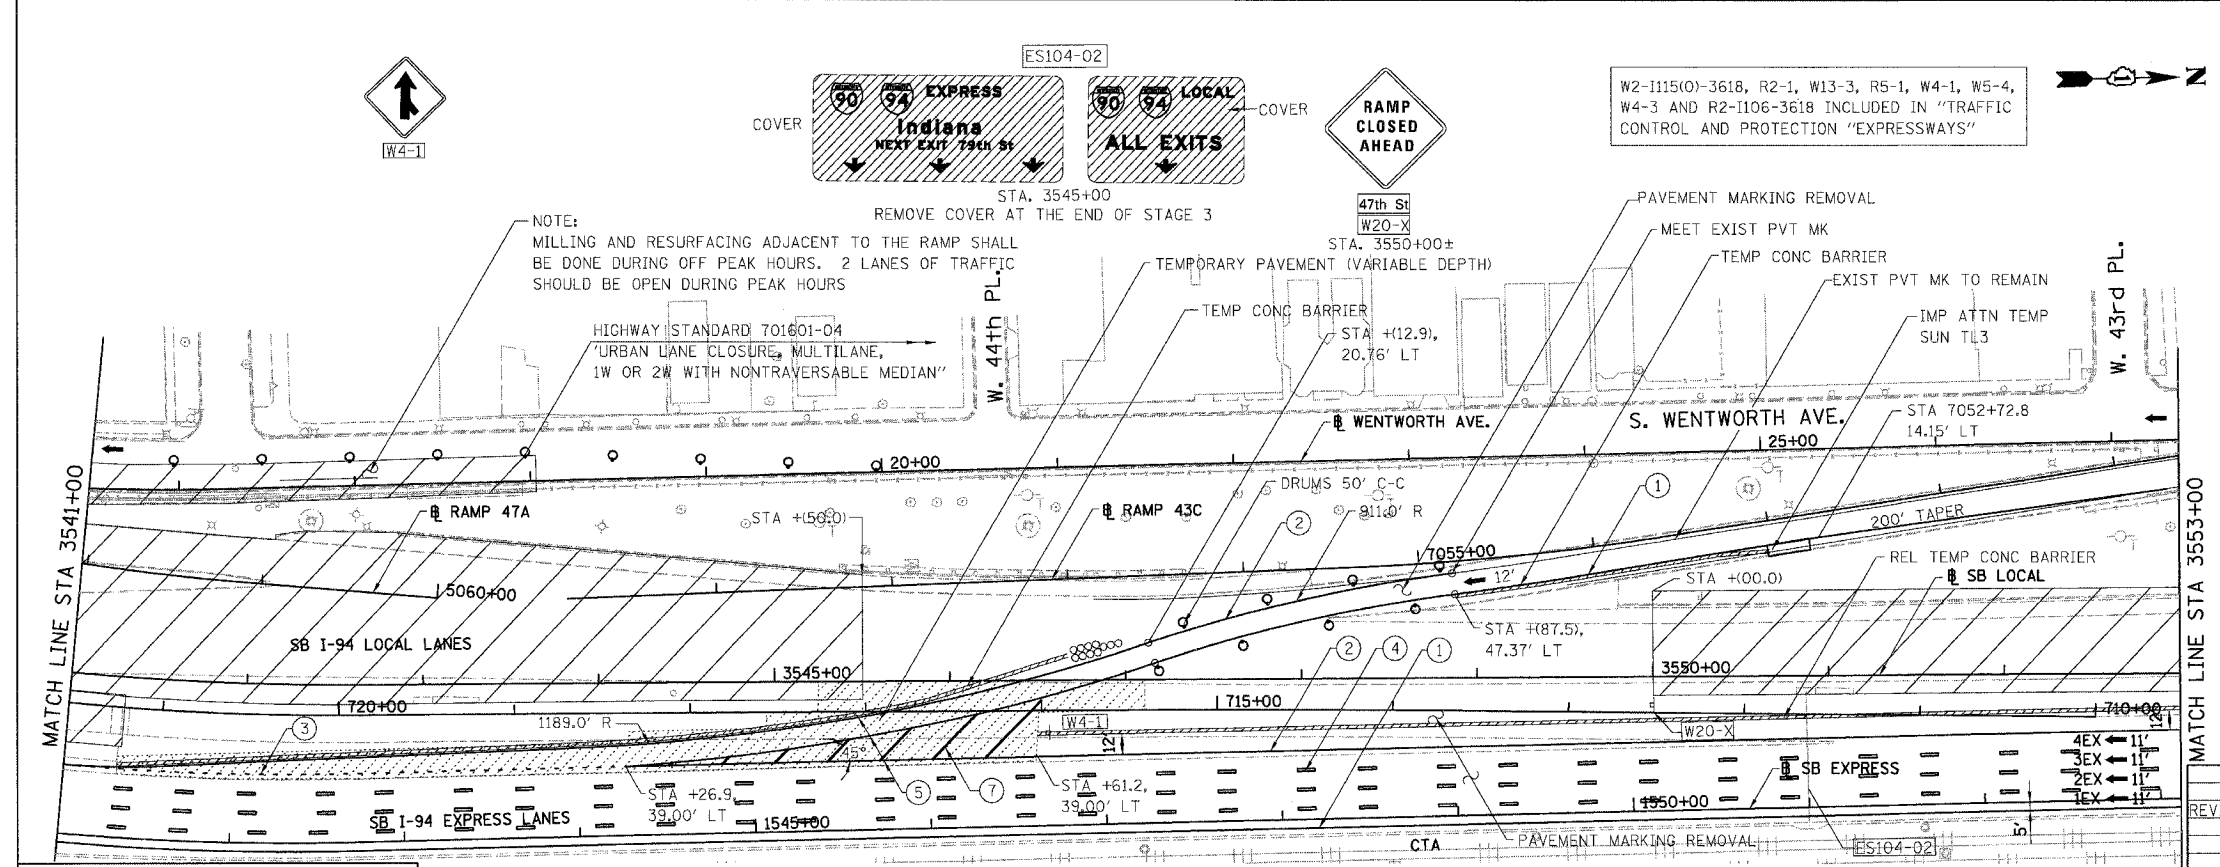 ES104-02
W4-1
COVER
90 94 EXPRESS
Indiana
NEXT EXIT 79th St
90 94 LOCAL
ALL EXITS
COVER
STA. 3545+00
REMOVE COVER AT THE END OF STAGE 3
RAMP
CLOSED
AHEAD
47th St
W20-X
STA. 3550+00±
W2-I115(O)-3618, R2-1, W13-3, R5-1, W4-1, W5-4,
W4-3 AND R2-I106-3618 INCLUDED IN "TRAFFIC
CONTROL AND PROTECTION "EXPRESSWAYS"
N
NOTE:
MILLING AND RESURFACING ADJACENT TO THE RAMP SHALL
BE DONE DURING OFF PEAK HOURS. 2 LANES OF TRAFFIC
SHOULD BE OPEN DURING PEAK HOURS
HIGHWAY STANDARD 701601-04
'URBAN LANE CLOSURE, MULTILANE,
1W OR 2W WITH NONTRAVERSABLE MEDIAN"
W. 44th PL.
TEMPORARY PAVEMENT (VARIABLE DEPTH)
TEMP CONC BARRIER
STA +(12.9),
20.76' LT
PAVEMENT MARKING REMOVAL
MEET EXIST PVT MK
TEMP CONC BARRIER
EXIST PVT MK TO REMAIN
IMP ATTN TEMP
SUN TL3
W. 43rd PL.
STA 7052+72.8
14.15' LT
℄ WENTWORTH AVE.
S. WENTWORTH AVE.
20+00
25+00
MATCH LINE STA 3541+00
℄ RAMP 47A
STA +(50.0)
℄ RAMP 43C
DRUMS 50' C-C
911.0' R
2
1
7055+00
12'
200' TAPER
REL TEMP CONC BARRIER
STA +(00.0)
℄ SB LOCAL
MATCH LINE STA 3553+00
5060+00
SB I-94 LOCAL LANES
STA +(87.5),
47.37' LT
2
4
1
3545+00
3550+00
720+00
715+00
710+00
3
1189.0' R
W4-1
12'
W20-X
12'
45°
4EX 11'
3EX 11'
2EX 11'
1EX 11'
℄ SB EXPRESS
STA +26.9,
39.00' LT
5
7
STA +61.2,
39.00' LT
SB I-94 EXPRESS LANES
1545+00
1550+00
5'
CTA
PAVEMENT MARKING REMOVAL
ES104-02
REV